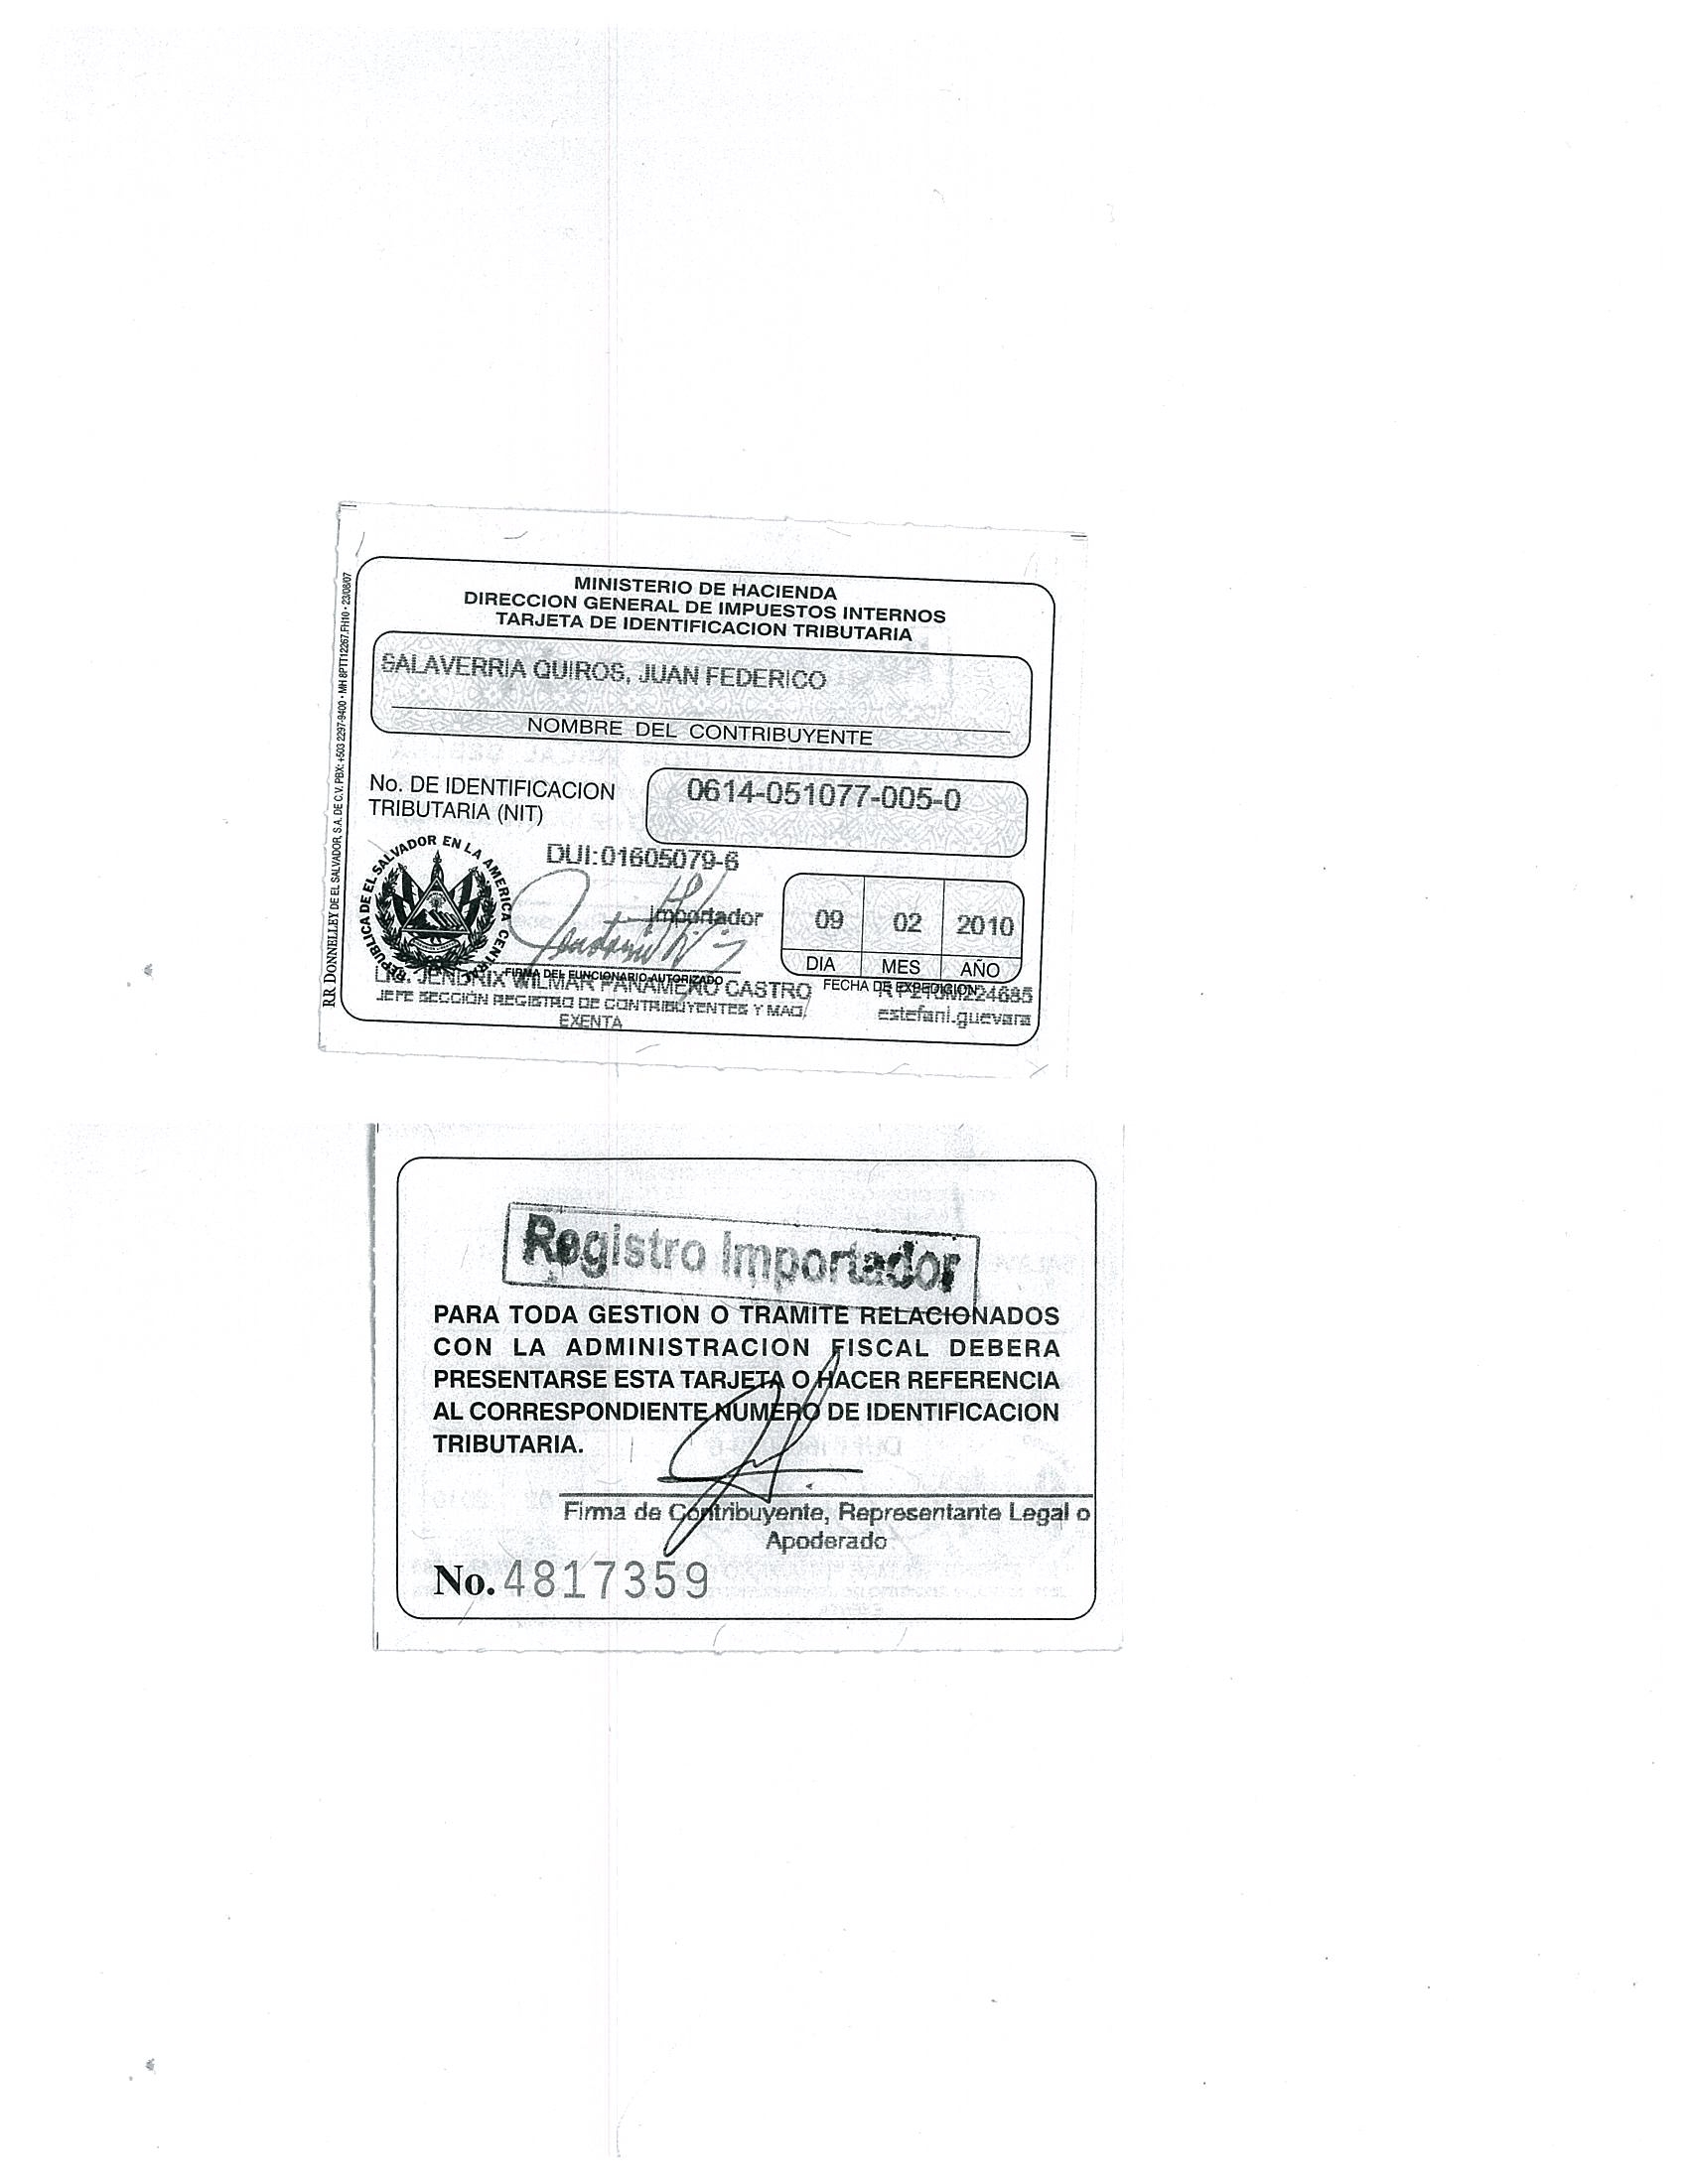 MINISTERIO DE HACIENDA
DIRECCION GENERAL DE IMPUESTOS INTERNOS
TARJETA DE IDENTIFICACION TRIBUTARIA
SALAVERRIA QUIROS, JUAN FEDERICO
NOMBRE DEL CONTRIBUYENTE
No. DE IDENTIFICACION
TRIBUTARIA (NIT)
0614-051077-005-0
DUI:01605079-6
REPUBLICA DE EL SALVADOR EN LA AMERICA CENTRAL
Importador
09 02 2010
DIA MES AÑO
FIRMA DEL FUNCIONARIO AUTORIZADO
FECHA DE EXPEDICION
LIC. JENDRIX WILMAR PANAMEÑO CASTRO
JEFE SECCIÓN REGISTRO DE CONTRIBUYENTES Y MAQ.
EXENTA
estefani.guevara
RR DONNELLEY DE EL SALVADOR, S.A. DE C.V. PBX: +503 2297-9400 • MH 8PTT12267.FH10 • 23/08/07
Registro Importador
PARA TODA GESTION O TRAMITE RELACIONADOS
CON LA ADMINISTRACION FISCAL DEBERA
PRESENTARSE ESTA TARJETA O HACER REFERENCIA
AL CORRESPONDIENTE NUMERO DE IDENTIFICACION
TRIBUTARIA.
Firma de Contribuyente, Representante Legal o
Apoderado
No. 4817359